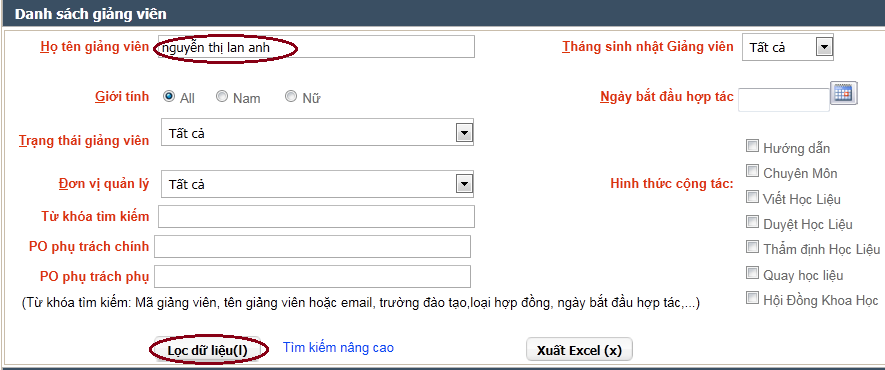 Danh sách giảng viên
Họ tên giảng viên nguyễn thị lan anh Tháng sinh nhật Giảng viên Tất cả
Giới tính All Nam Nữ Ngày bắt đầu hợp tác
Trạng thái giảng viên Tất cả
Hướng dẫn
Chuyên Môn
Đơn vị quản lý Tất cả Hình thức cộng tác:
Viết Học Liệu
Từ khóa tìm kiếm
Duyệt Học Liệu
PO phụ trách chính
Thẩm định Học Liệu
PO phụ trách phụ
Quay học liệu
(Từ khóa tìm kiếm: Mã giảng viên, tên giảng viên hoặc email, trường đào tạo,loại hợp đồng, ngày bắt đầu hợp tác,...)
Hội Đồng Khoa Học
Lọc dữ liệu(l) Tìm kiếm nâng cao Xuất Excel (x)